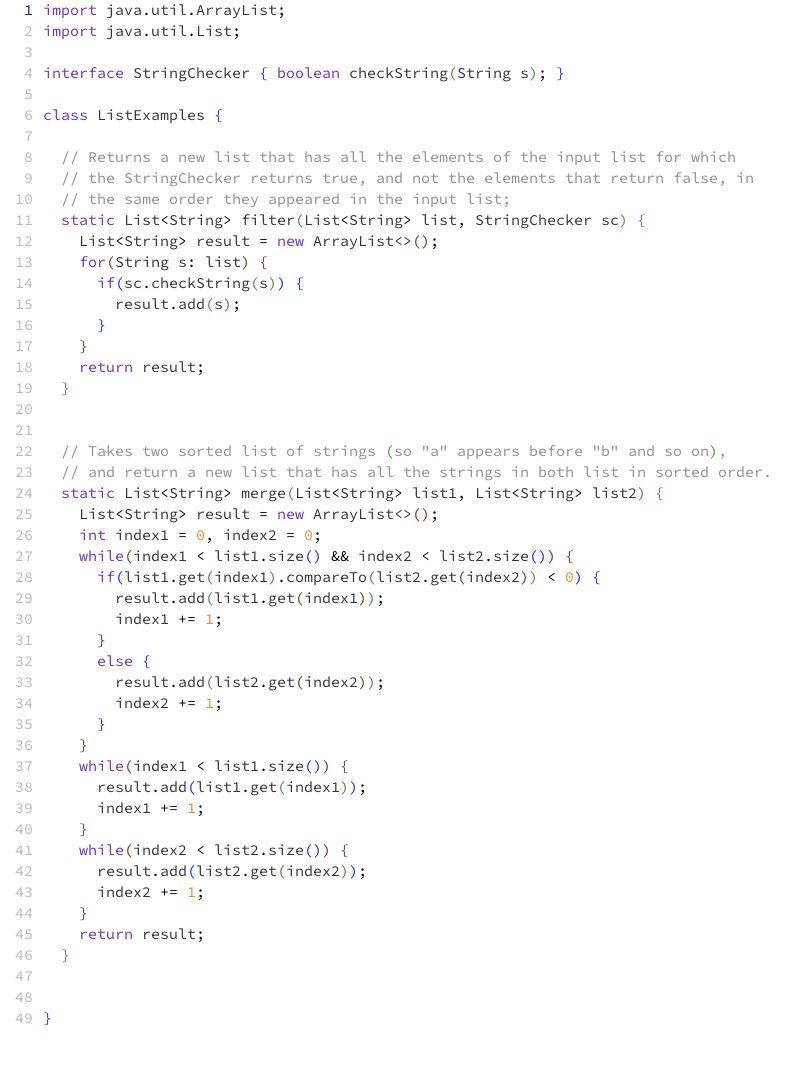 1 import java.util.ArrayList;
2 import java.util.List;
3
4 interface StringChecker { boolean checkString(String s); }
5
6 class ListExamples {
7
8   // Returns a new list that has all the elements of the input list for which
9   // the StringChecker returns true, and not the elements that return false, in
10   // the same order they appeared in the input list;
11   static List<String> filter(List<String> list, StringChecker sc) {
12     List<String> result = new ArrayList<>();
13     for(String s: list) {
14       if(sc.checkString(s)) {
15         result.add(s);
16       }
17     }
18     return result;
19   }
20
21
22   // Takes two sorted list of strings (so "a" appears before "b" and so on),
23   // and return a new list that has all the strings in both list in sorted order.
24   static List<String> merge(List<String> list1, List<String> list2) {
25     List<String> result = new ArrayList<>();
26     int index1 = 0, index2 = 0;
27     while(index1 < list1.size() && index2 < list2.size()) {
28       if(list1.get(index1).compareTo(list2.get(index2)) < 0) {
29         result.add(list1.get(index1));
30         index1 += 1;
31       }
32       else {
33         result.add(list2.get(index2));
34         index2 += 1;
35       }
36     }
37     while(index1 < list1.size()) {
38       result.add(list1.get(index1));
39       index1 += 1;
40     }
41     while(index2 < list2.size()) {
42       result.add(list2.get(index2));
43       index2 += 1;
44     }
45     return result;
46   }
47
48
49 }